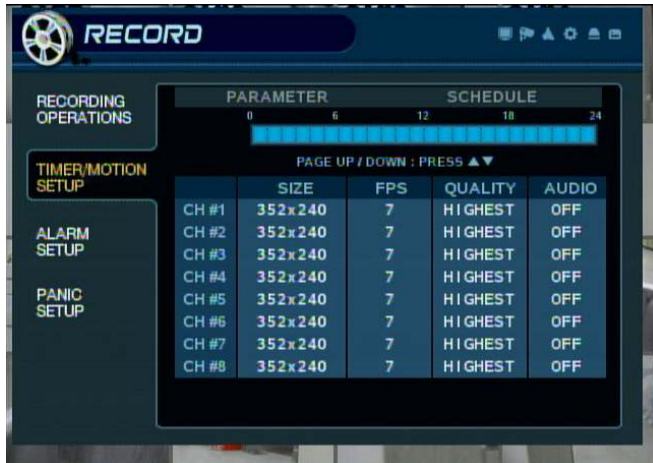 RECORD
RECORDING
OPERATIONS
TIMER/MOTION
SETUP
ALARM
SETUP
PANIC
SETUP
PARAMETER SCHEDULE
0 6 12 18 24
PAGE UP / DOWN : PRESS ▲▼
SIZE FPS QUALITY AUDIO
CH #1 352x240 7 HIGHEST OFF
CH #2 352x240 7 HIGHEST OFF
CH #3 352x240 7 HIGHEST OFF
CH #4 352x240 7 HIGHEST OFF
CH #5 352x240 7 HIGHEST OFF
CH #6 352x240 7 HIGHEST OFF
CH #7 352x240 7 HIGHEST OFF
CH #8 352x240 7 HIGHEST OFF